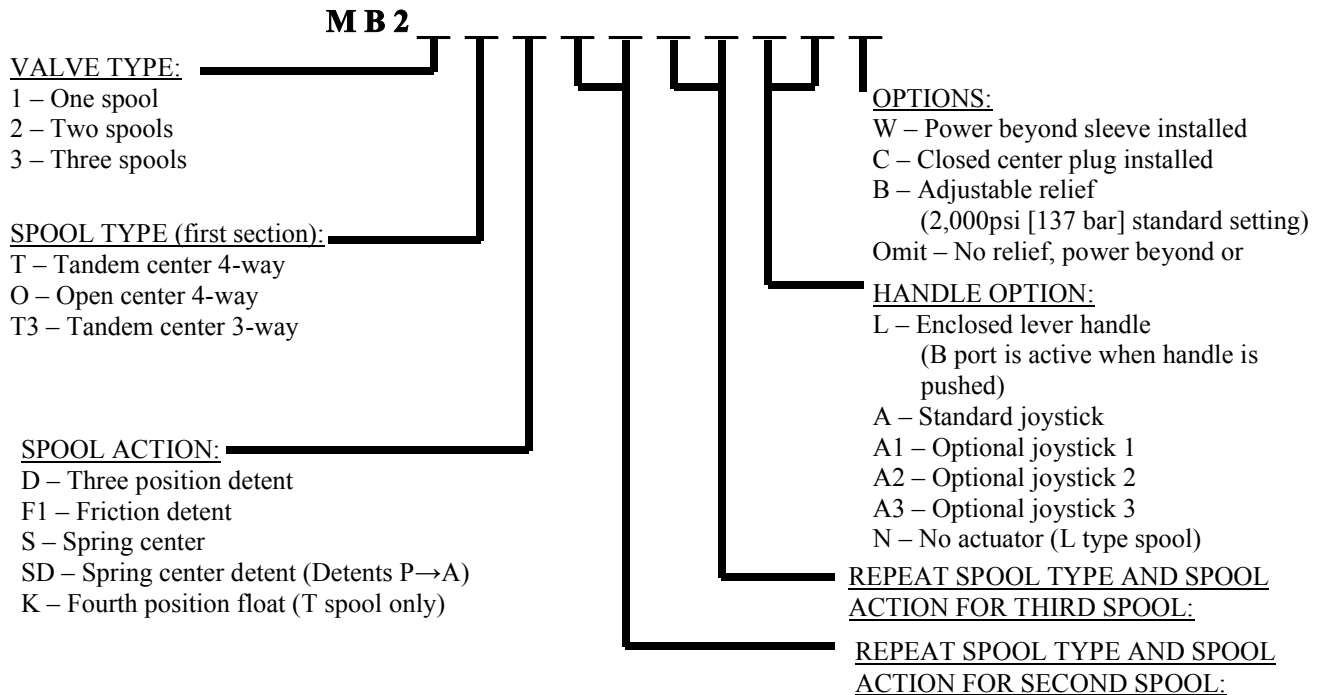 M B 2 _ _ _ _ _ _ _ _ _ _
VALVE TYPE:
1 – One spool
2 – Two spools
3 – Three spools
SPOOL TYPE (first section):
T – Tandem center 4-way
O – Open center 4-way
T3 – Tandem center 3-way
SPOOL ACTION:
D – Three position detent
F1 – Friction detent
S – Spring center
SD – Spring center detent (Detents P→A)
K – Fourth position float (T spool only)
OPTIONS:
W – Power beyond sleeve installed
C – Closed center plug installed
B – Adjustable relief
(2,000psi [137 bar] standard setting)
Omit – No relief, power beyond or
HANDLE OPTION:
L – Enclosed lever handle
(B port is active when handle is
pushed)
A – Standard joystick
A1 – Optional joystick 1
A2 – Optional joystick 2
A3 – Optional joystick 3
N – No actuator (L type spool)
REPEAT SPOOL TYPE AND SPOOL
ACTION FOR THIRD SPOOL:
REPEAT SPOOL TYPE AND SPOOL
ACTION FOR SECOND SPOOL: